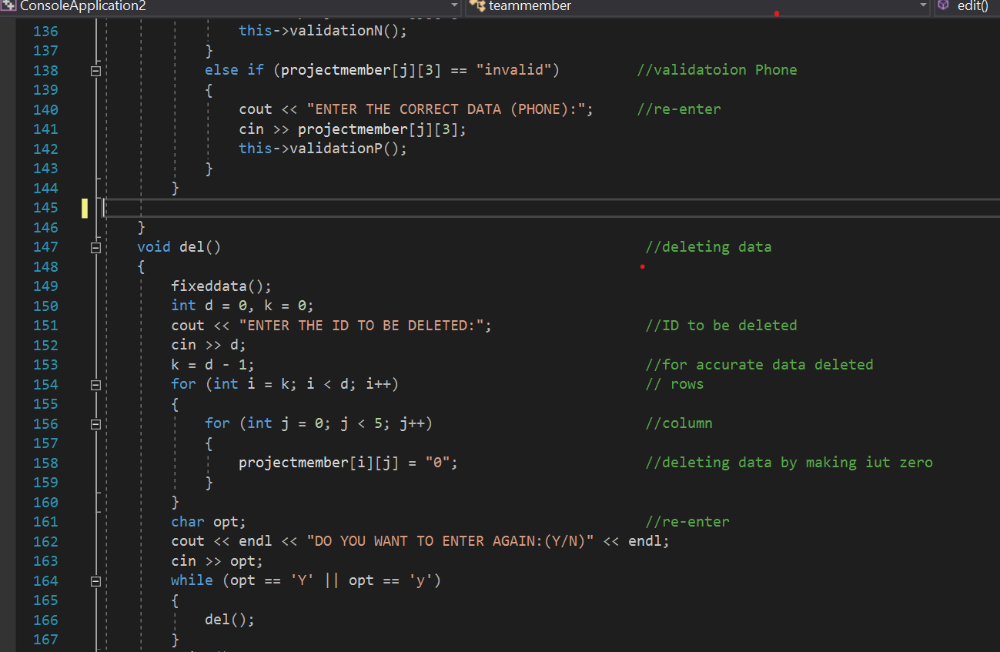 ConsoleApplication2 teammember edit()
136 this->validationN();
137 }
138 else if (projectmember[j][3] == "invalid") //validatoion Phone
139 {
140 cout << "ENTER THE CORRECT DATA (PHONE):"; //re-enter
141 cin >> projectmember[j][3];
142 this->validationP();
143 }
144 }
145
146 }
147 void del() //deleting data
148 {
149 fixeddata();
150 int d = 0, k = 0;
151 cout << "ENTER THE ID TO BE DELETED:"; //ID to be deleted
152 cin >> d;
153 k = d - 1; //for accurate data deleted
154 for (int i = k; i < d; i++) // rows
155 {
156 for (int j = 0; j < 5; j++) //column
157 {
158 projectmember[i][j] = "0"; //deleting data by making iut zero
159 }
160 }
161 char opt; //re-enter
162 cout << endl << "DO YOU WANT TO ENTER AGAIN:(Y/N)" << endl;
163 cin >> opt;
164 while (opt == 'Y' || opt == 'y')
165 {
166 del();
167 }